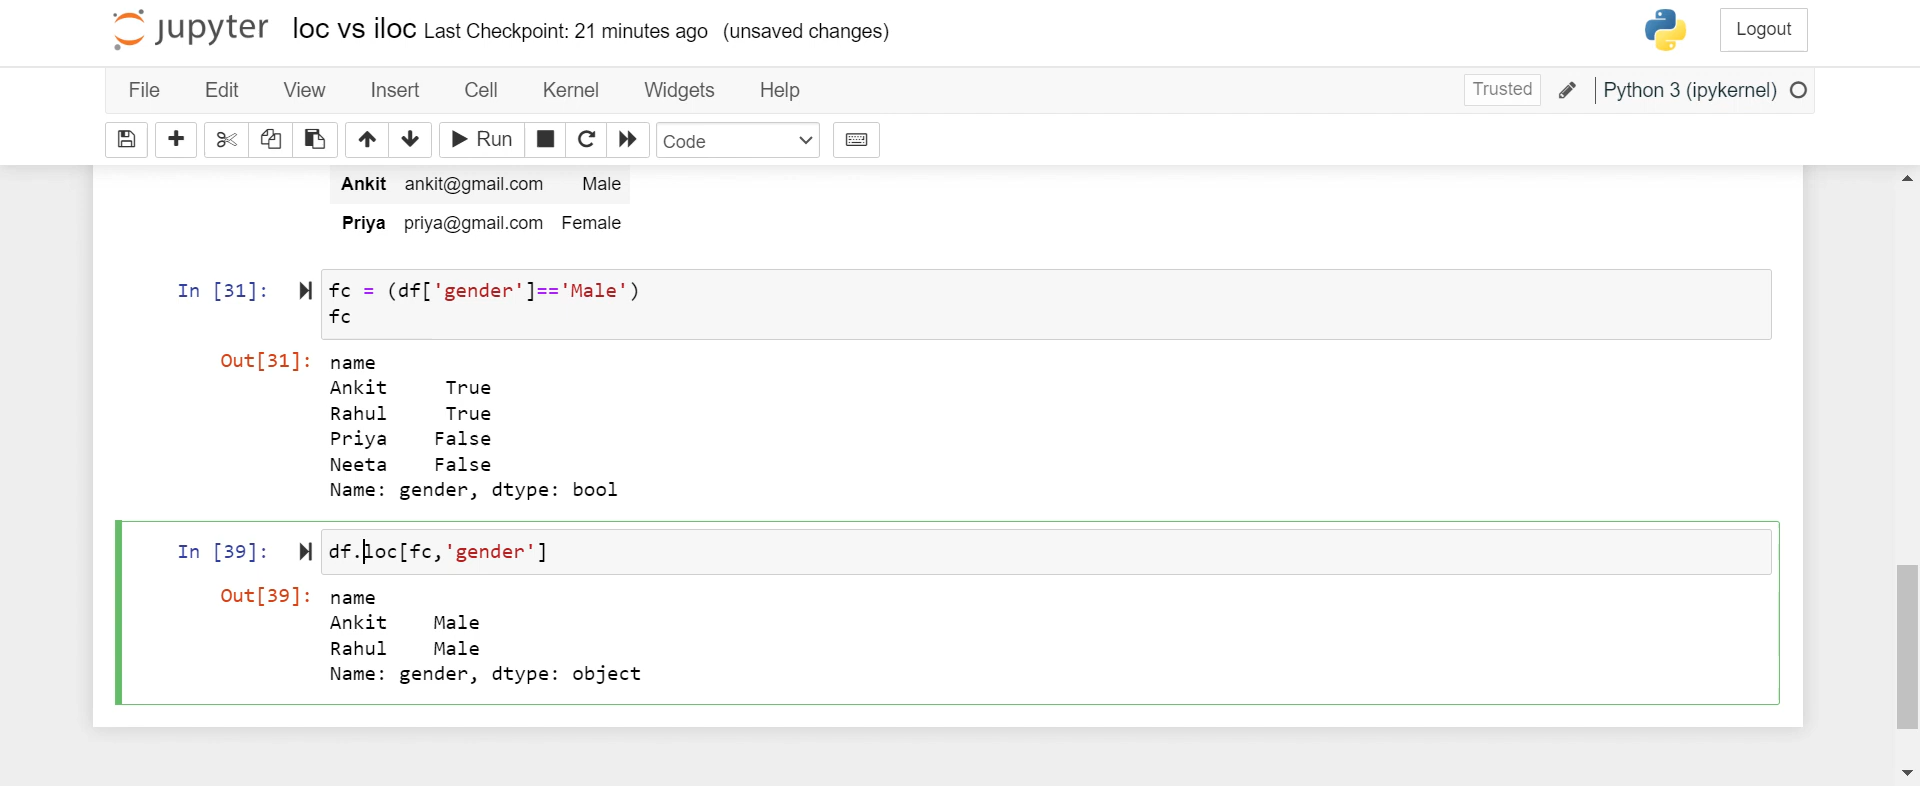 jupyter loc vs iloc Last Checkpoint: 21 minutes ago (unsaved changes) Logout
File Edit View Insert Cell Kernel Widgets Help Trusted Python 3 (ipykernel)
Run Code
Ankit ankit@gmail.com Male
Priya priya@gmail.com Female
In [31]: fc = (df['gender']=='Male')
fc
Out[31]: name
Ankit True
Rahul True
Priya False
Neeta False
Name: gender, dtype: bool
In [39]: df.loc[fc,'gender']
Out[39]: name
Ankit Male
Rahul Male
Name: gender, dtype: object